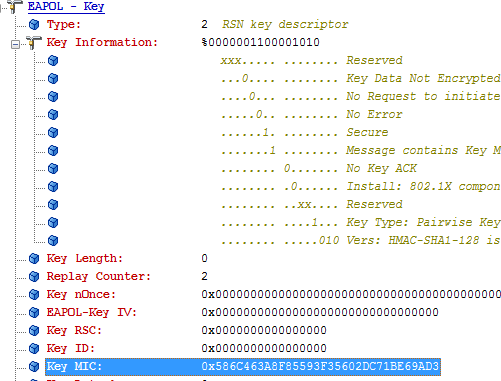 EAPOL - Key
Type: 2 RSN key descriptor
Key Information: %0000001100001010
xxx..... ........ Reserved
...0.... ........ Key Data Not Encrypted
....0... ........ No Request to initiate
.....0.. ........ No Error
......1. ........ Secure
.......1 ........ Message contains Key M
........ 0....... No Key ACK
........ .0...... Install: 802.1X compon
........ ..xx.... Reserved
........ ....1... Key Type: Pairwise Key
........ .....010 Vers: HMAC-SHA1-128 is
Key Length: 0
Replay Counter: 2
Key nOnce: 0x00000000000000000000000000000000000000000
EAPOL-Key IV: 0x00000000000000000000000000000000
Key RSC: 0x0000000000000000
Key ID: 0x0000000000000000
Key MIC: 0x586C463A8F85593F35602DC71BE69AD3